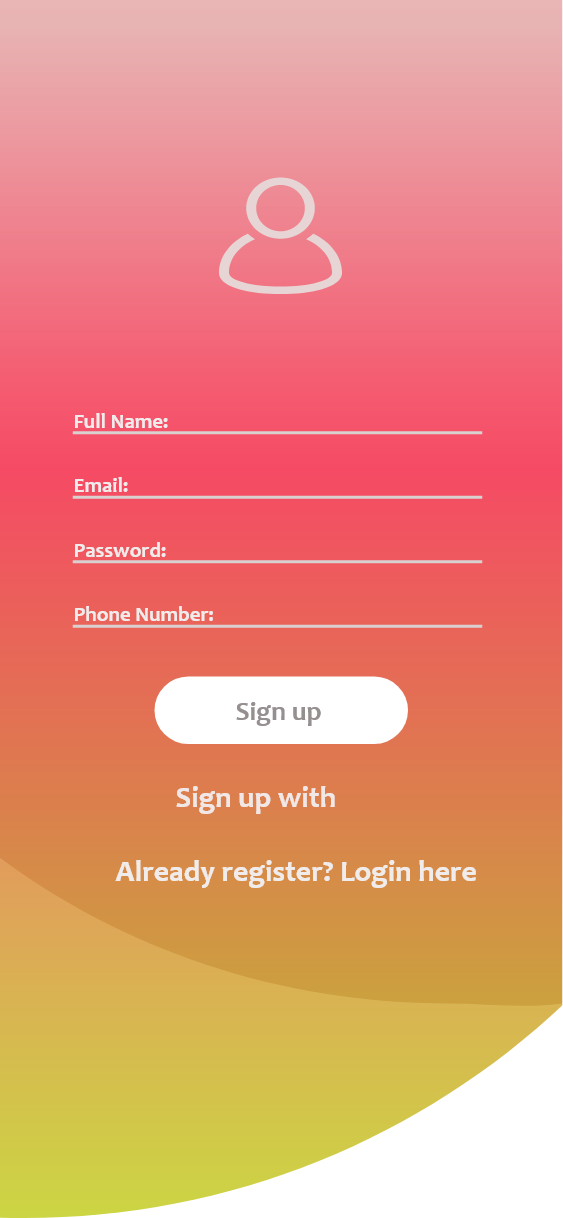 Full Name:
Email:
Password:
Phone Number:
Sign up
Sign up with
Already register? Login here